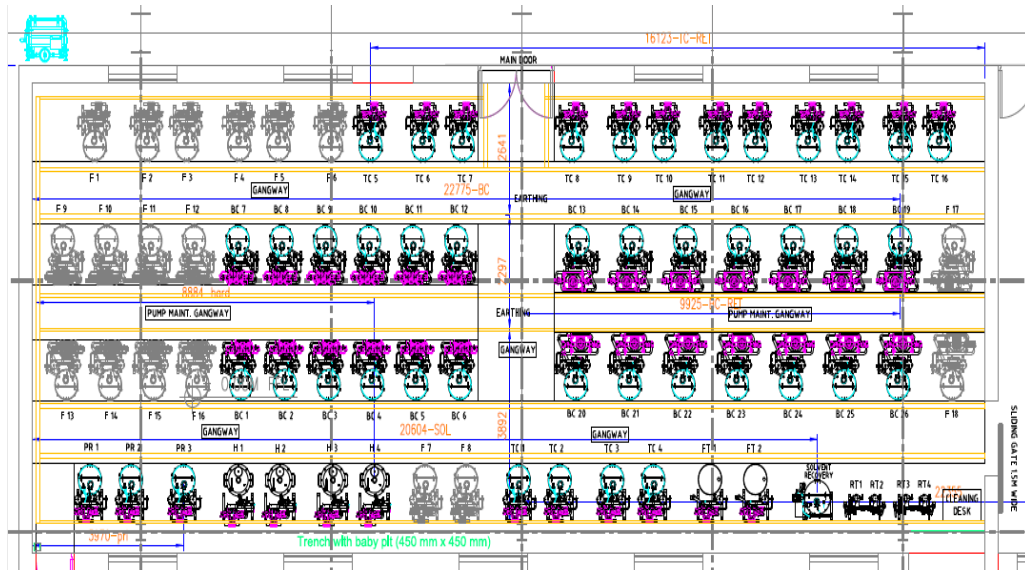 16123-TC-RET
MAIN DOOR
2641
F 1 F 2 F 3 F 4 F 5 F 6 TC 5 TC 6 TC 7 TC 8 TC 9 TC 10 TC 11 TC 12 TC 13 TC 14 TC 15 TC 16
GANGWAY 22775-BC EARTHING GANGWAY
F 9 F 10 F 11 F 12 BC 7 BC 8 BC 9 BC 10 BC 11 BC 12 BC 13 BC 14 BC 15 BC 16 BC 17 BC 18 BC 19 F 17
2297
8884-hard
9925-BC-RET
PUMP MAINT. GANGWAY EARTHING PUMP MAINT. GANGWAY
GANGWAY
F 13 F 14 F 15 F 16 BC 1 BC 2 BC 3 BC 4 BC 5 BC 6 BC 20 BC 21 BC 22 BC 23 BC 24 BC 25 BC 26 F 18
3892
GANGWAY 20604-SOL GANGWAY
PR 1 PR 2 PR 3 H 1 H 2 H 3 H 4 F 7 F 8 TC 1 TC 2 TC 3 TC 4 FT 1 FT 2
SOLVENT
RECOVERY
RT1 RT2 RT3 RT4
CLEANING
DESK
SLIDING GATE 1.5M WIDE
3970-pri
Trench with baby pit (450 mm x 450 mm)